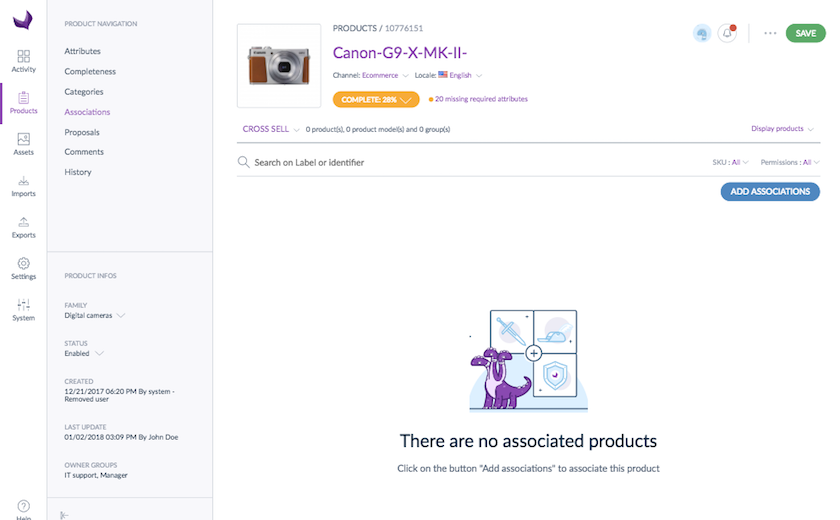 Activity
Products
Assets
Imports
Exports
Settings
System
Help
PRODUCT NAVIGATION
Attributes
Completeness
Categories
Associations
Proposals
Comments
History
PRODUCT INFOS
FAMILY
Digital cameras
STATUS
Enabled
CREATED
12/21/2017 06:20 PM By system -
Removed user
LAST UPDATE
01/02/2018 03:09 PM By John Doe
OWNER GROUPS
IT support, Manager
PRODUCTS / 10776151
SAVE
Canon-G9-X-MK-II-
Channel: Ecommerce Locale: English
COMPLETE: 28% 20 missing required attributes
CROSS SELL 0 product(s), 0 product model(s) and 0 group(s) Display products
Search on Label or identifier SKU : All Permissions : All
ADD ASSOCIATIONS
There are no associated products
Click on the button "Add associations" to associate this product